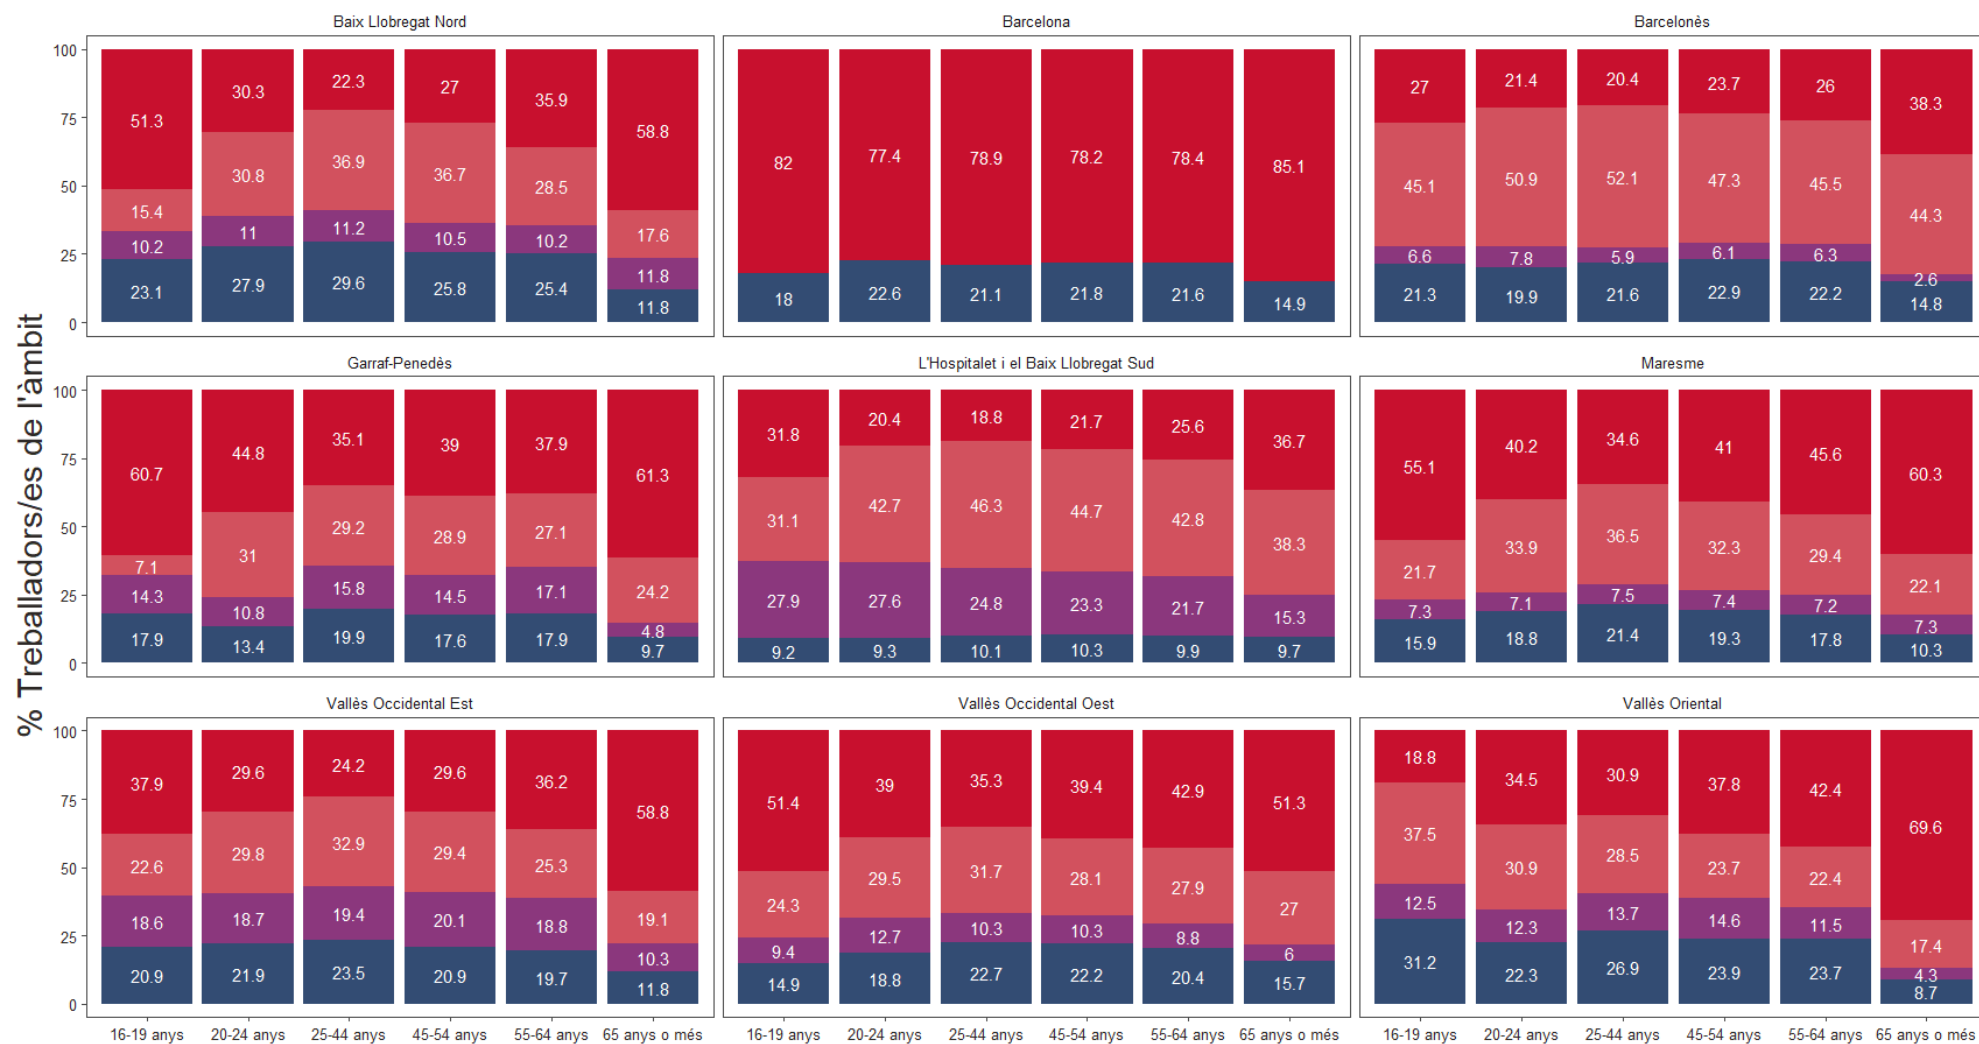 % Treballadors/es de l'àmbit
Baix Llobregat Nord
Barcelona
Barcelonès
100
75
50
25
0
51.3 30.3 22.3 27 35.9 58.8
15.4 30.8 36.9 36.7 28.5 17.6
10.2 11 11.2 10.5 10.2 11.8
23.1 27.9 29.6 25.8 25.4 11.8
82 77.4 78.9 78.2 78.4 85.1
18 22.6 21.1 21.8 21.6 14.9
27 21.4 20.4 23.7 26 38.3
45.1 50.9 52.1 47.3 45.5 44.3
6.6 7.8 5.9 6.1 6.3 2.6
21.3 19.9 21.6 22.9 22.2 14.8
Garraf-Penedès
L'Hospitalet i el Baix Llobregat Sud
Maresme
100
75
50
25
0
60.7 44.8 35.1 39 37.9 61.3
7.1 31 29.2 28.9 27.1 24.2
14.3 10.8 15.8 14.5 17.1 4.8
17.9 13.4 19.9 17.6 17.9 9.7
31.8 20.4 18.8 21.7 25.6 36.7
31.1 42.7 46.3 44.7 42.8 38.3
27.9 27.6 24.8 23.3 21.7 15.3
9.2 9.3 10.1 10.3 9.9 9.7
55.1 40.2 34.6 41 45.6 60.3
21.7 33.9 36.5 32.3 29.4 22.1
7.3 7.1 7.5 7.4 7.2 7.3
15.9 18.8 21.4 19.3 17.8 10.3
Vallès Occidental Est
Vallès Occidental Oest
Vallès Oriental
100
75
50
25
0
37.9 29.6 24.2 29.6 36.2 58.8
22.6 29.8 32.9 29.4 25.3 19.1
18.6 18.7 19.4 20.1 18.8 10.3
20.9 21.9 23.5 20.9 19.7 11.8
51.4 39 35.3 39.4 42.9 51.3
24.3 29.5 31.7 28.1 27.9 27
9.4 12.7 10.3 10.3 8.8 6
14.9 18.8 22.7 22.2 20.4 15.7
18.8 34.5 30.9 37.8 42.4 69.6
37.5 30.9 28.5 23.7 22.4 17.4
12.5 12.3 13.7 14.6 11.5 4.3
31.2 22.3 26.9 23.9 23.7 8.7
16-19 anys 20-24 anys 25-44 anys 45-54 anys 55-64 anys 65 anys o més
16-19 anys 20-24 anys 25-44 anys 45-54 anys 55-64 anys 65 anys o més
16-19 anys 20-24 anys 25-44 anys 45-54 anys 55-64 anys 65 anys o més